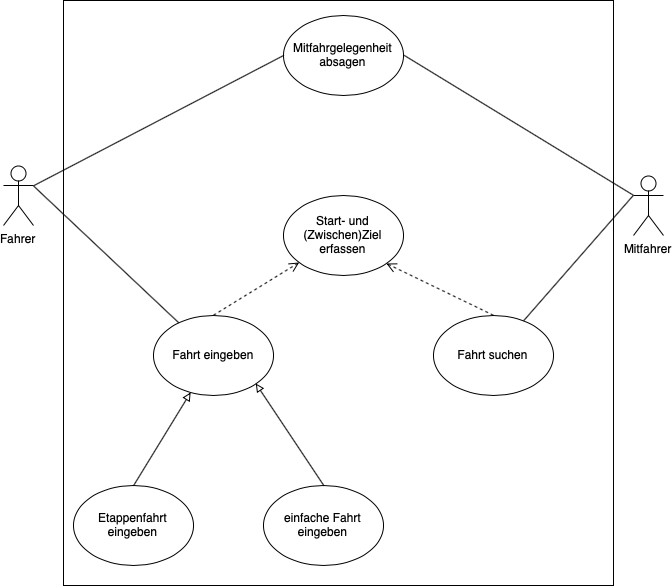 Mitfahrgelegenheit
absagen
Fahrer
Mitfahrer
Start- und
(Zwischen)Ziel
erfassen
Fahrt eingeben
Fahrt suchen
Etappenfahrt
eingeben
einfache Fahrt
eingeben